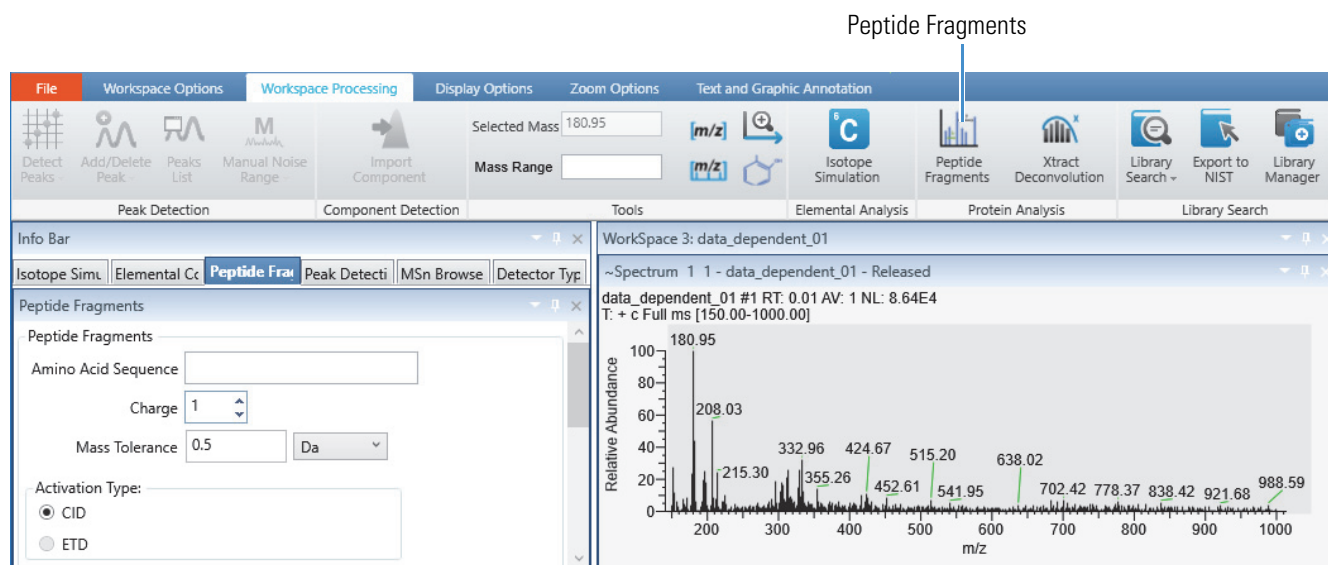 Peptide Fragments
File Workspace Options Workspace Processing Display Options Zoom Options Text and Graphic Annotation
Detect Peaks
Add/Delete Peak
Peaks List
M
Manual Noise Range
Peak Detection
Import Component
Component Detection
Selected Mass 180.95
Mass Range
[m/z]
[m/z]
Tools
6
C
Isotope Simulation
Elemental Analysis
Peptide Fragments
x
Xtract Deconvolution
Protein Analysis
Library Search
Export to NIST
Library Manager
Library Search
Info Bar
Isotope Simu Elemental Cc Peptide Frag Peak Detecti MSn Browse Detector Typ
Peptide Fragments
Peptide Fragments
Amino Acid Sequence
Charge 1
Mass Tolerance 0.5 Da
Activation Type:
CID
ETD
WorkSpace 3: data_dependent_01
~Spectrum 1 1 - data_dependent_01 - Released
data_dependent_01 #1 RT: 0.01 AV: 1 NL: 8.64E4
T: + c Full ms [150.00-1000.00]
Relative Abundance
100
80
60
40
20
0
180.95
208.03
215.30
332.96
355.26
424.67
452.61
515.20
541.95
638.02
702.42
778.37
838.42
921.68
988.59
200 300 400 500 600 700 800 900 1000
m/z